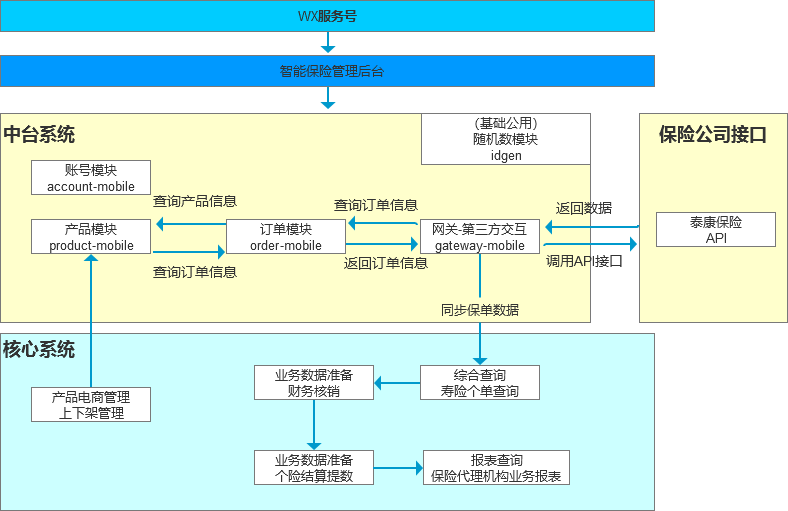 WX服务号
智能保险管理后台
中台系统
(基础公用)
随机数模块
idgen
保险公司接口
账号模块
account-mobile
查询产品信息
查询订单信息
返回数据
产品模块
product-mobile
订单模块
order-mobile
网关-第三方交互
gateway-mobile
泰康保险
API
查询订单信息
返回订单信息
调用API接口
同步保单数据
核心系统
产品电商管理
上下架管理
业务数据准备
财务核销
综合查询
寿险个单查询
业务数据准备
个险结算提数
报表查询
保险代理机构业务报表